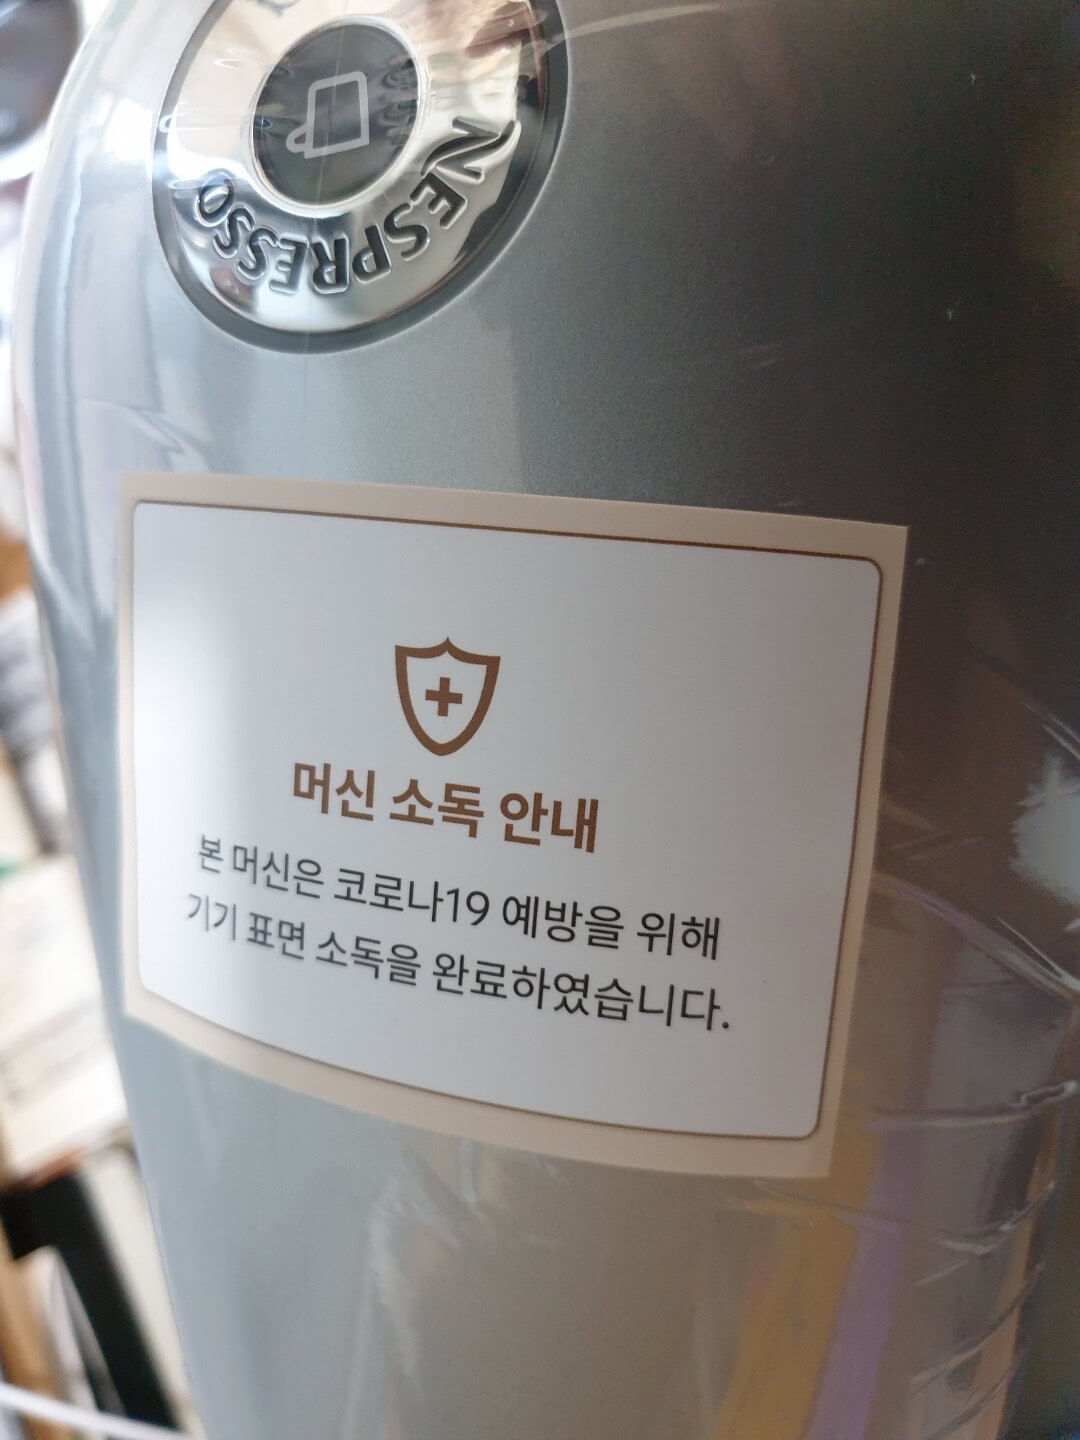 NESPRESSO
머신 소독 안내
본 머신은 코로나19 예방을 위해
기기 표면 소독을 완료하였습니다.